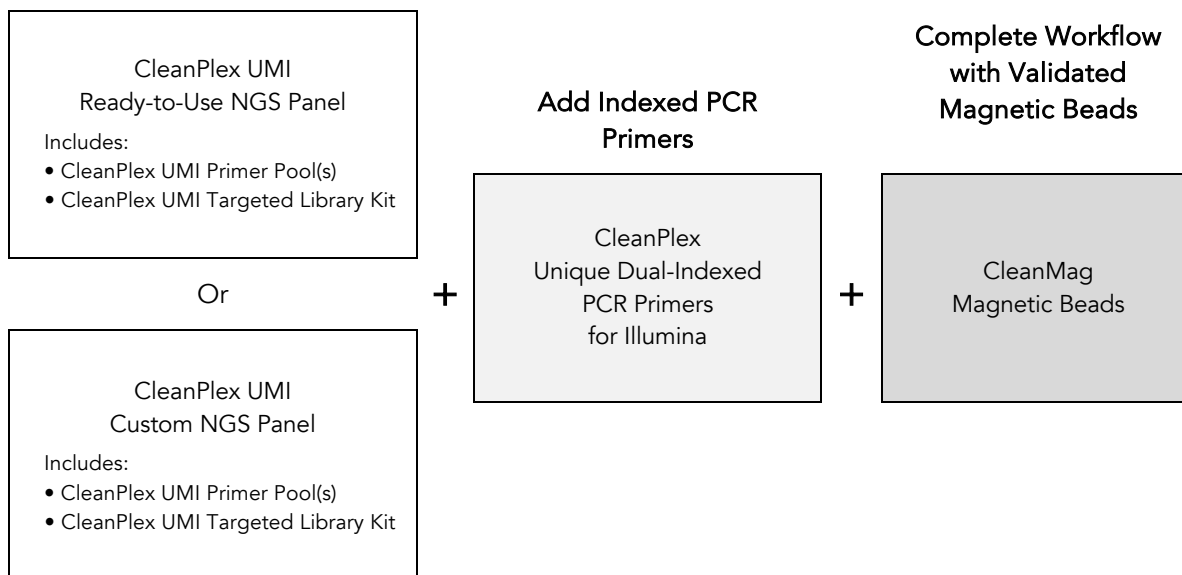 CleanPlex UMI
Ready-to-Use NGS Panel
Includes:
• CleanPlex UMI Primer Pool(s)
• CleanPlex UMI Targeted Library Kit
Or
CleanPlex UMI
Custom NGS Panel
Includes:
• CleanPlex UMI Primer Pool(s)
• CleanPlex UMI Targeted Library Kit
+
Add Indexed PCR
Primers
CleanPlex
Unique Dual-Indexed
PCR Primers
for Illumina
+
Complete Workflow
with Validated
Magnetic Beads
CleanMag
Magnetic Beads